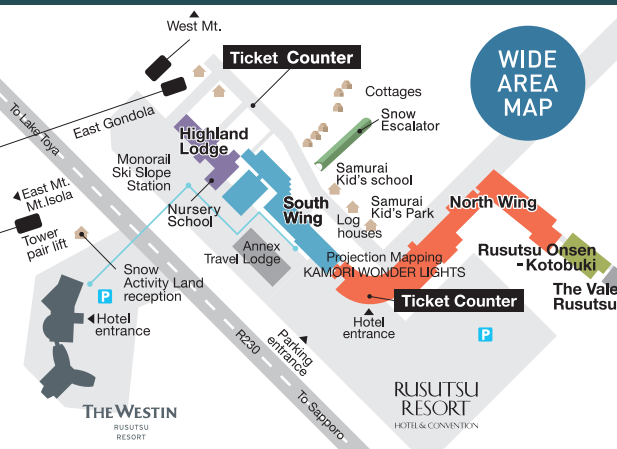 West Mt.
Ticket Counter
WIDE
AREA
MAP
To Lake Toya
East Gondola
Cottages
Snow
Escalator
Highland
Lodge
Monorail
Ski Slope
Station
Samurai
Kid's school
East Mt.
Mt.Isola
Nursery
School
South
Wing
Samurai
Kid's Park
North Wing
Tower
pair lift
Log
houses
Annex
Travel Lodge
Projection Mapping
KAMORI WONDER LIGHTS
Rusutsu Onsen
-Kotobuki
Snow
Activity Land
reception
The Vale
Rusutsu
P
Ticket Counter
Hotel
entrance
Hotel
entrance
R230
Parking
entrance
P
To Sapporo
RUSUTSU
RESORT
HOTEL & CONVENTION
THE WESTIN
RUSUTSU
RESORT